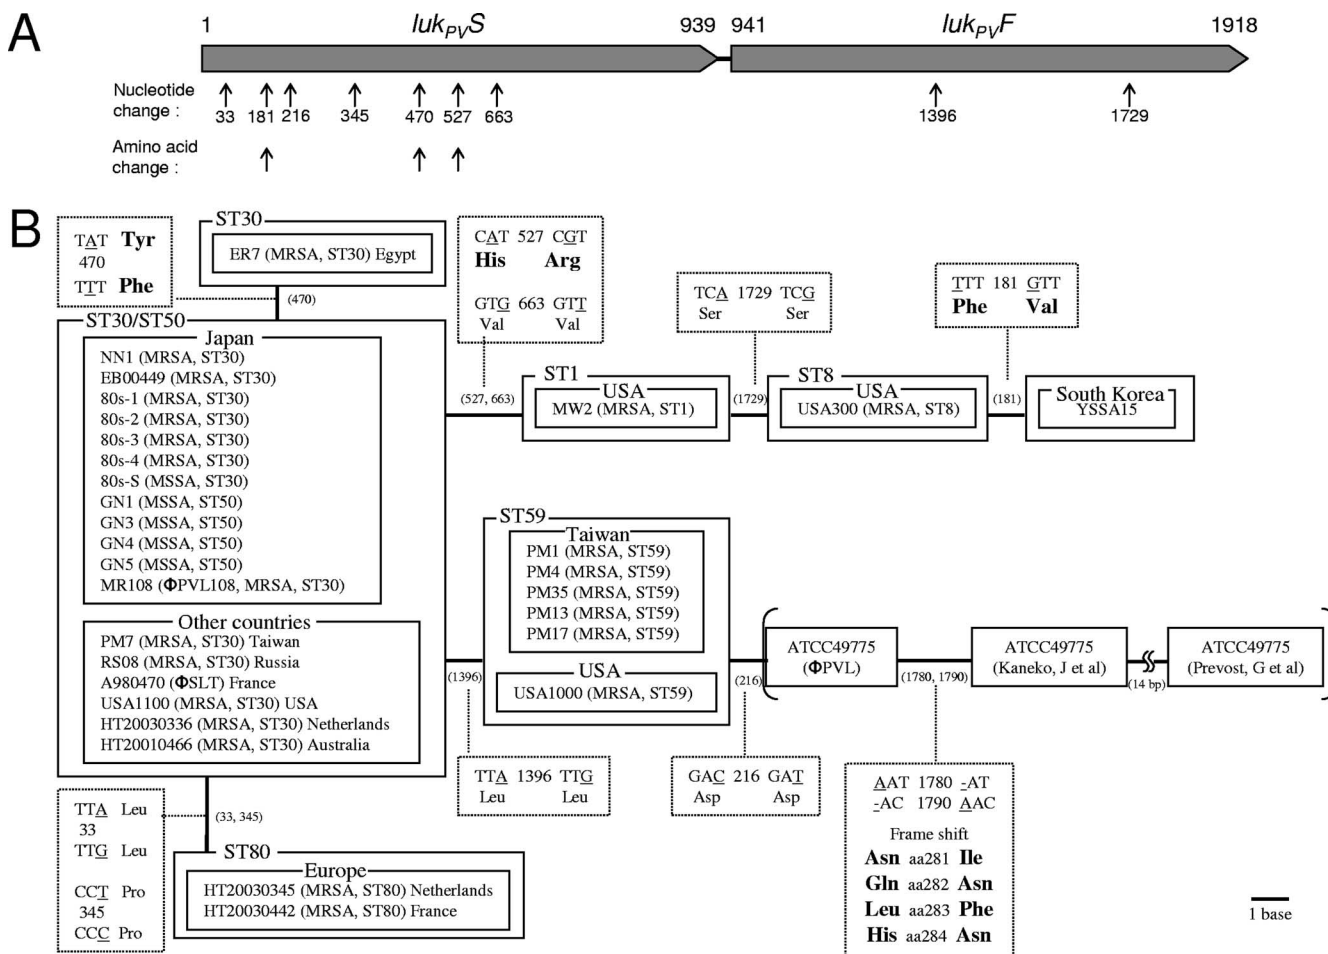 A
1 lukPVS 939 941 lukPVF 1918
Nucleotide
change :
33 181 216 345 470 527 663 1396 1729
Amino acid
change :
B
TAT Tyr
470
TTT Phe
ST30
ER7 (MRSA, ST30) Egypt
(470)
CAT 527 CGT
His Arg
GTG 663 GTT
Val Val
TCA 1729 TCG
Ser Ser
TTT 181 GTT
Phe Val
ST30/ST50
Japan
NN1 (MRSA, ST30)
EB00449 (MRSA, ST30)
80s-1 (MRSA, ST30)
80s-2 (MRSA, ST30)
80s-3 (MRSA, ST30)
80s-4 (MRSA, ST30)
80s-S (MSSA, ST30)
GN1 (MSSA, ST50)
GN3 (MSSA, ST50)
GN4 (MSSA, ST50)
GN5 (MSSA, ST50)
MR108 (ΦPVL108, MRSA, ST30)
Other countries
PM7 (MRSA, ST30) Taiwan
RS08 (MRSA, ST30) Russia
A980470 (ΦSLT) France
USA1100 (MRSA, ST30) USA
HT20030336 (MRSA, ST30) Netherlands
HT20010466 (MRSA, ST30) Australia
(527, 663)
ST1
USA
MW2 (MRSA, ST1)
(1729)
ST8
USA
USA300 (MRSA, ST8)
(181)
South Korea
YSSA15
(1396)
ST59
Taiwan
PM1 (MRSA, ST59)
PM4 (MRSA, ST59)
PM35 (MRSA, ST59)
PM13 (MRSA, ST59)
PM17 (MRSA, ST59)
USA
USA1000 (MRSA, ST59)
(216)
ATCC49775
(ΦPVL)
(1780, 1790)
ATCC49775
(Kaneko, J et al)
(14 bp)
ATCC49775
(Prevost, G et al)
TTA 1396 TTG
Leu Leu
GAC 216 GAT
Asp Asp
AAT 1780 -AT
-AC 1790 AAC
Frame shift
Asn aa281 Ile
Gln aa282 Asn
Leu aa283 Phe
His aa284 Asn
TTA Leu
33
TTG Leu
CCT Pro
345
CCC Pro
(33, 345)
ST80
Europe
HT20030345 (MRSA, ST80) Netherlands
HT20030442 (MRSA, ST80) France
1 base